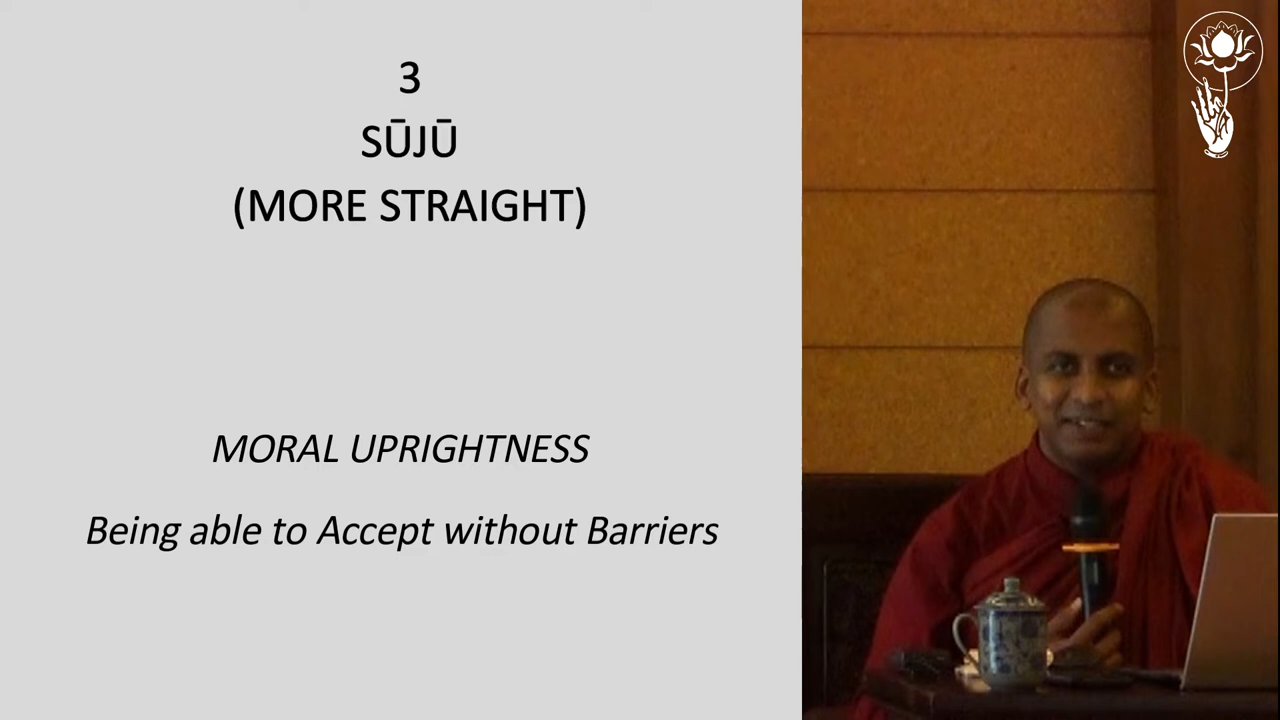 3
SŪJŪ
(MORE STRAIGHT)
MORAL UPRIGHTNESS
Being able to Accept without Barriers